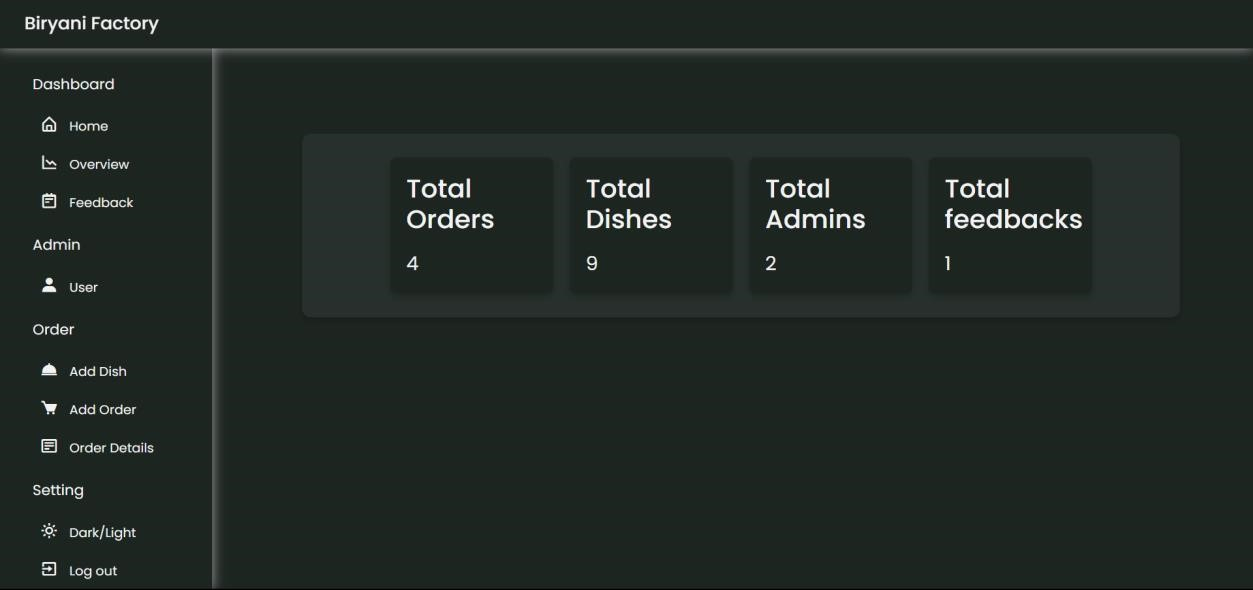 Biryani Factory
Dashboard
Home
Overview
Feedback
Admin
User
Order
Add Dish
Add Order
Order Details
Setting
Dark/Light
Log out
Total
Orders
4
Total
Dishes
9
Total
Admins
2
Total
feedbacks
1